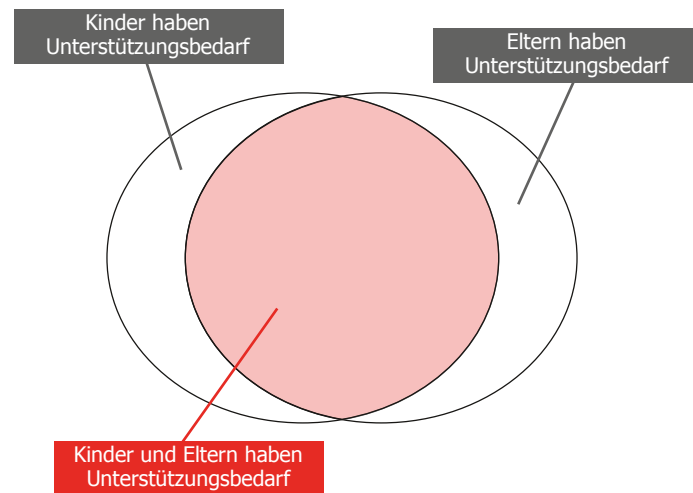 Kinder haben
Unterstützungsbedarf
Eltern haben
Unterstützungsbedarf
Kinder und Eltern haben
Unterstützungsbedarf